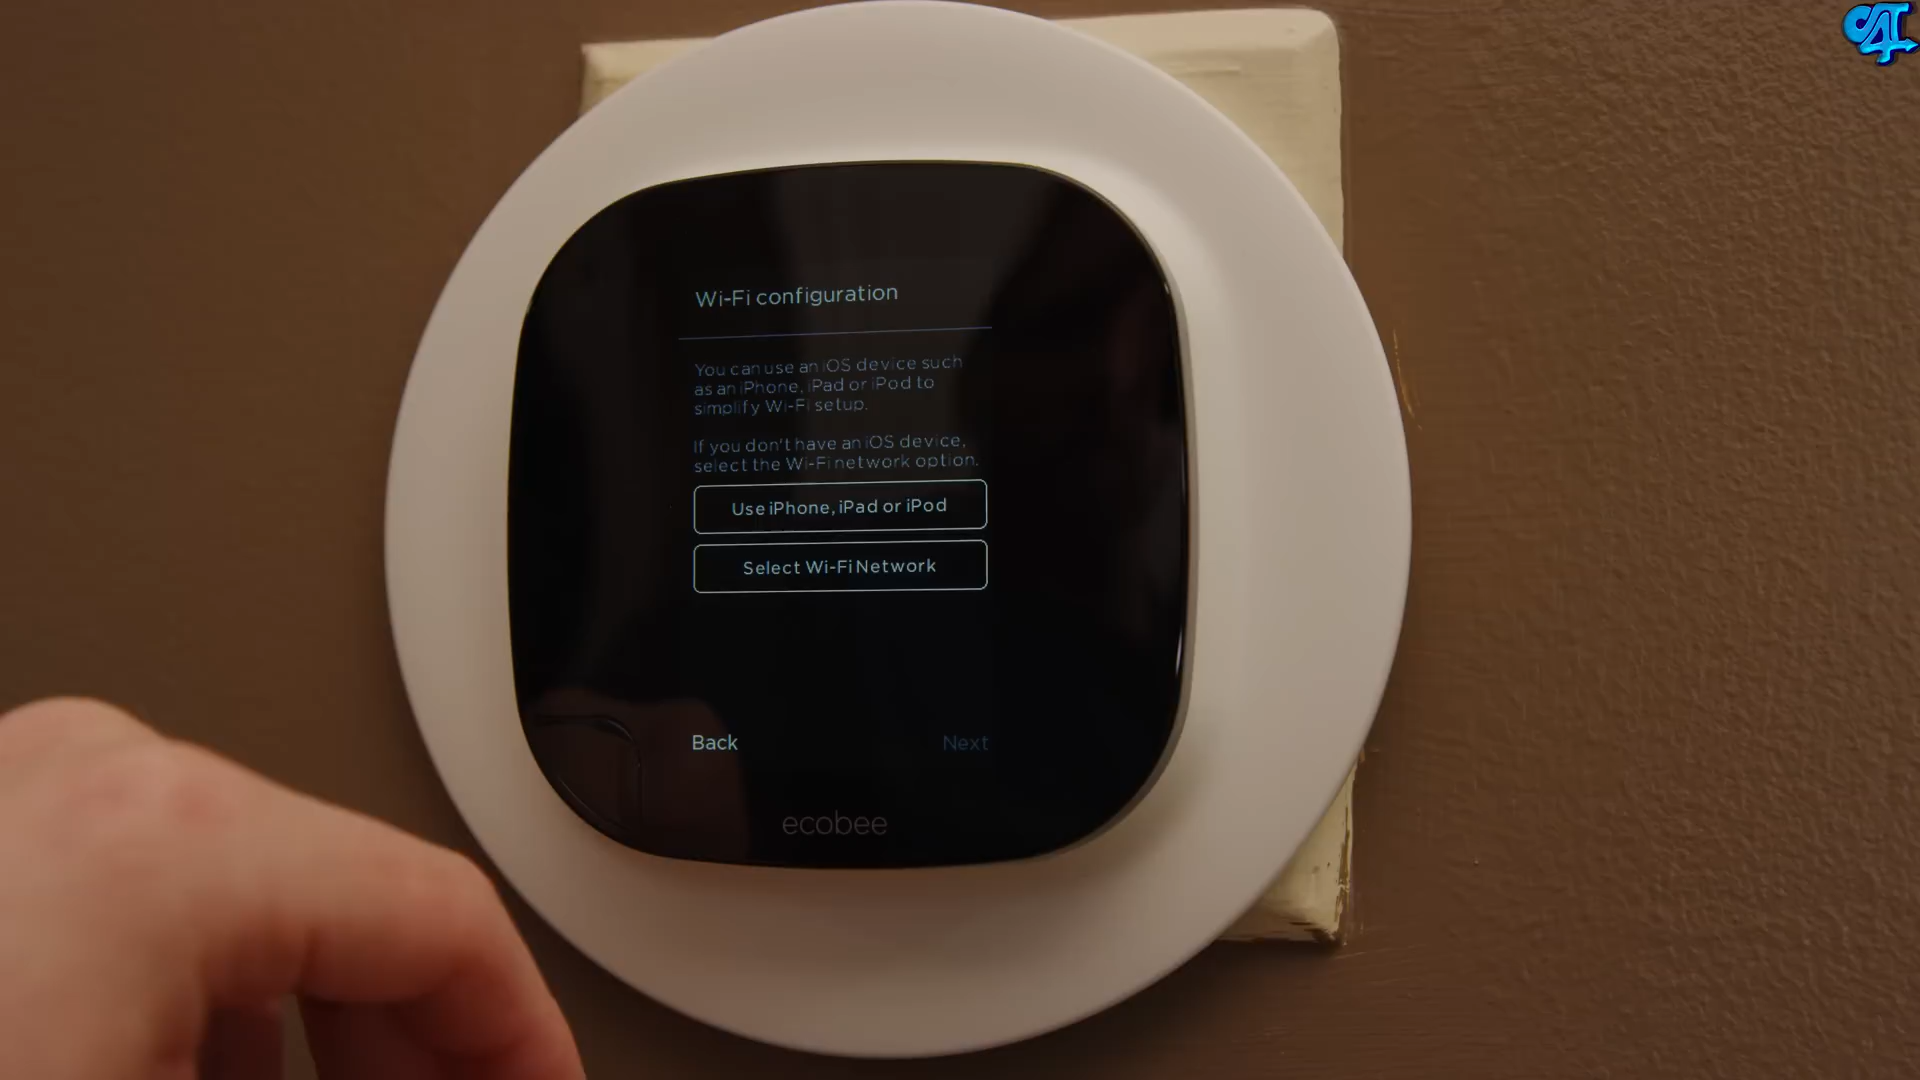 Wi-Fi configuration
You can use an iOS device such
as an iPhone, iPad or iPod to
simplify Wi-Fi setup.
If you don't have an iOS device,
select the Wi-Fi network option.
Use iPhone, iPad or iPod
Select Wi-Fi Network
Back
Next
ecobee